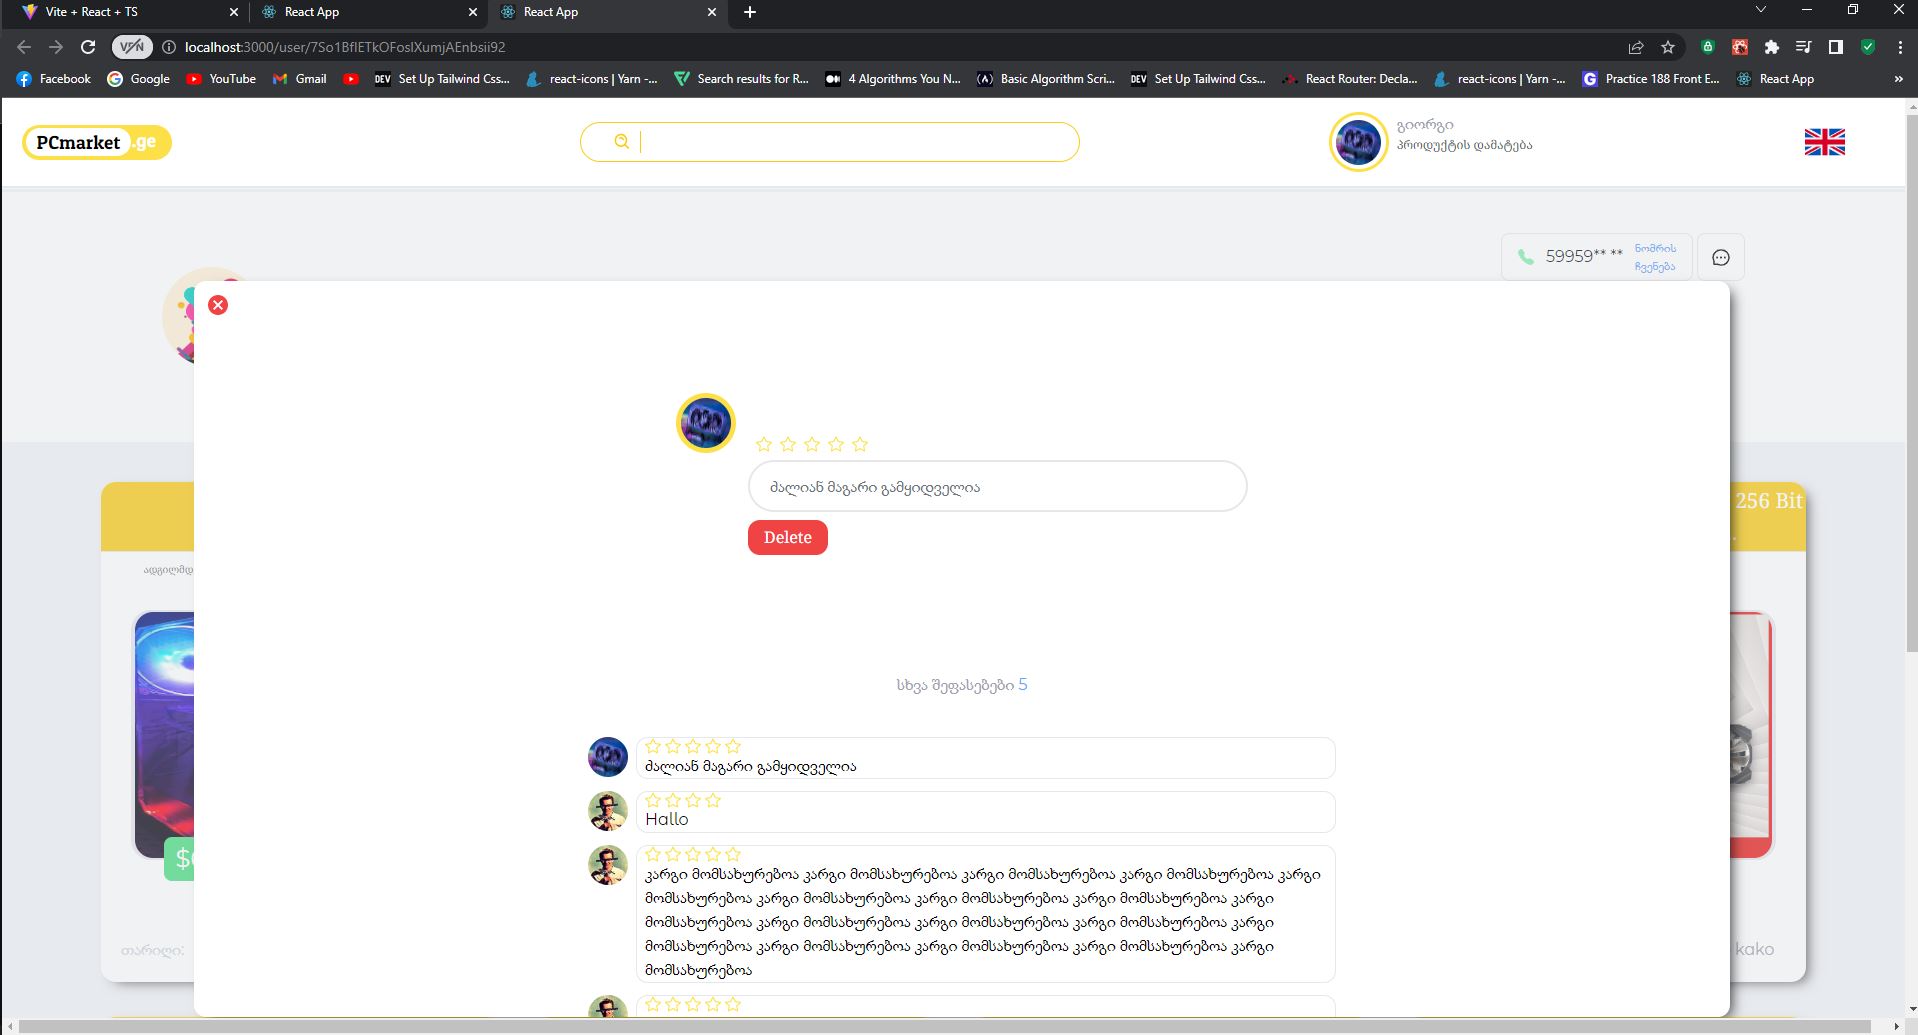 Vite + React + TS
React App
React App
VPN
localhost:3000/user/7So1BflETkOFoslXumjAEnbsii92
Facebook
Google
YouTube
Gmail
DEV
Set Up Tailwind Css...
react-icons | Yarn -...
Search results for R...
4 Algorithms You N...
Basic Algorithm Scri...
DEV
Set Up Tailwind Css...
React Router: Decla...
react-icons | Yarn -...
Practice 188 Front E...
React App
»
PCmarket.ge
გიორგი
პროდუქტის დამატება
59959** **
ნომრის
ჩვენება
256 Bit
ადგილმდ
ძალიან მაგარი გამყიდველია
Delete
სხვა შეფასებები 5
ძალიან მაგარი გამყიდველია
Hallo
კარგი მომსახურებოა კარგი მომსახურებოა კარგი მომსახურებოა კარგი მომსახურებოა კარგი
მომსახურებოა კარგი მომსახურებოა კარგი მომსახურებოა კარგი მომსახურებოა კარგი
მომსახურებოა კარგი მომსახურებოა კარგი მომსახურებოა კარგი მომსახურებოა კარგი
მომსახურებოა კარგი მომსახურებოა კარგი მომსახურებოა კარგი მომსახურებოა კარგი
მომსახურებოა
$
თარიღი:
kako